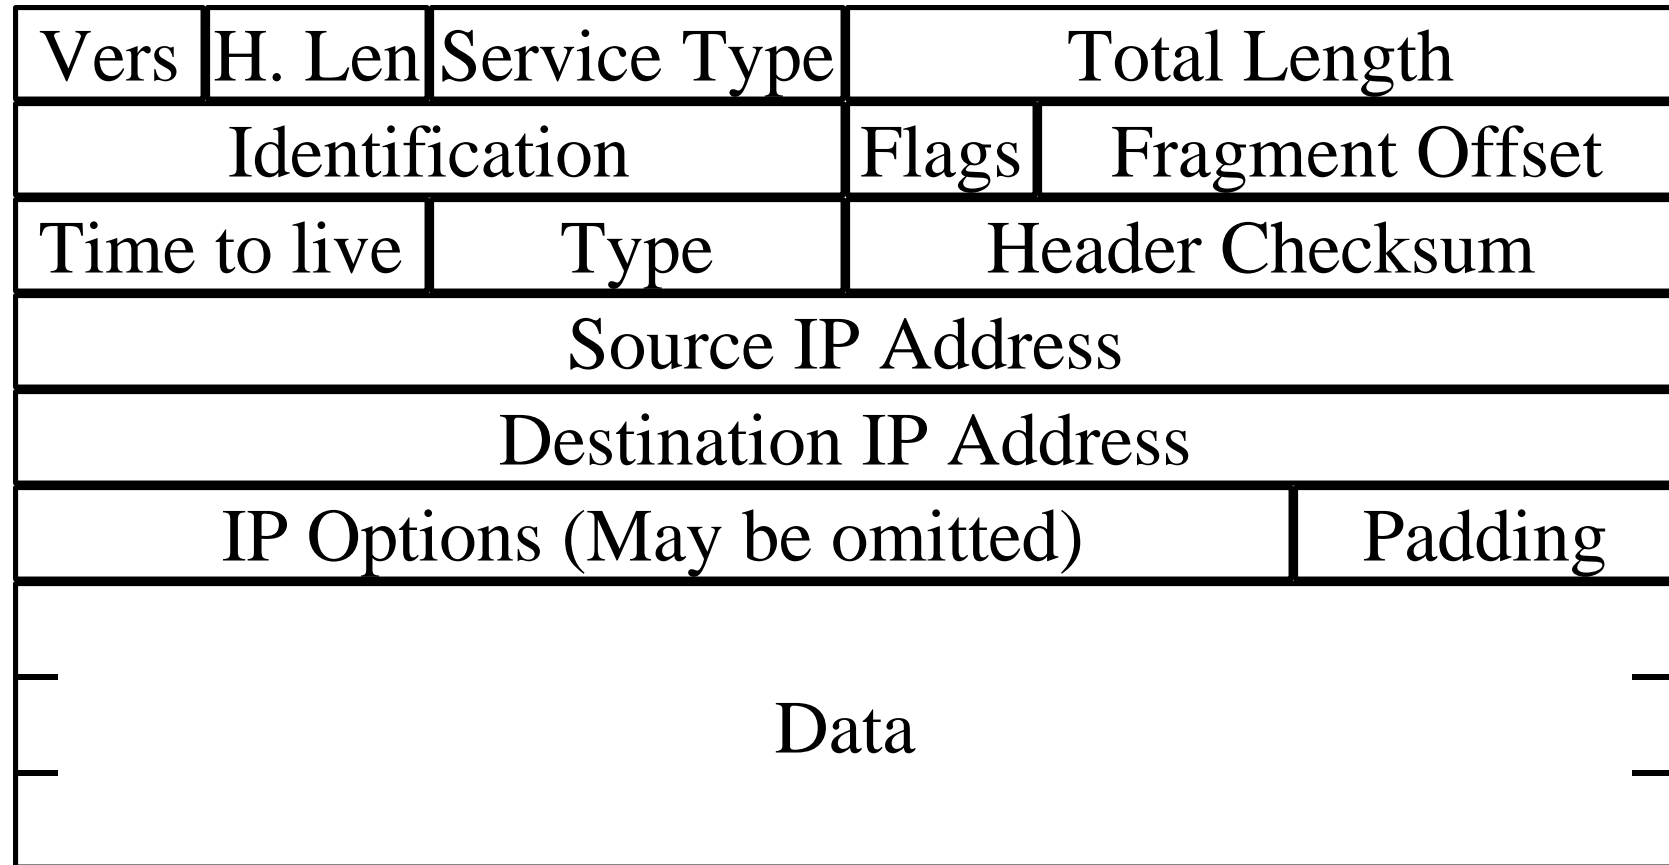 Vers H. Len Service Type Total Length
Identification Flags Fragment Offset
Time to live Type Header Checksum
Source IP Address
Destination IP Address
IP Options (May be omitted) Padding
Data